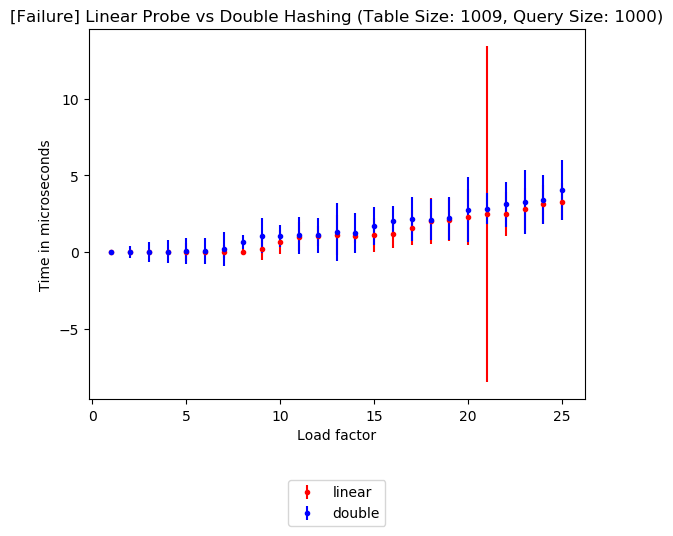 [Failure] Linear Probe vs Double Hashing (Table Size: 1009, Query Size: 1000)
10
5
0
−5
Time in microseconds
0 5 10 15 20 25
Load factor
linear
double